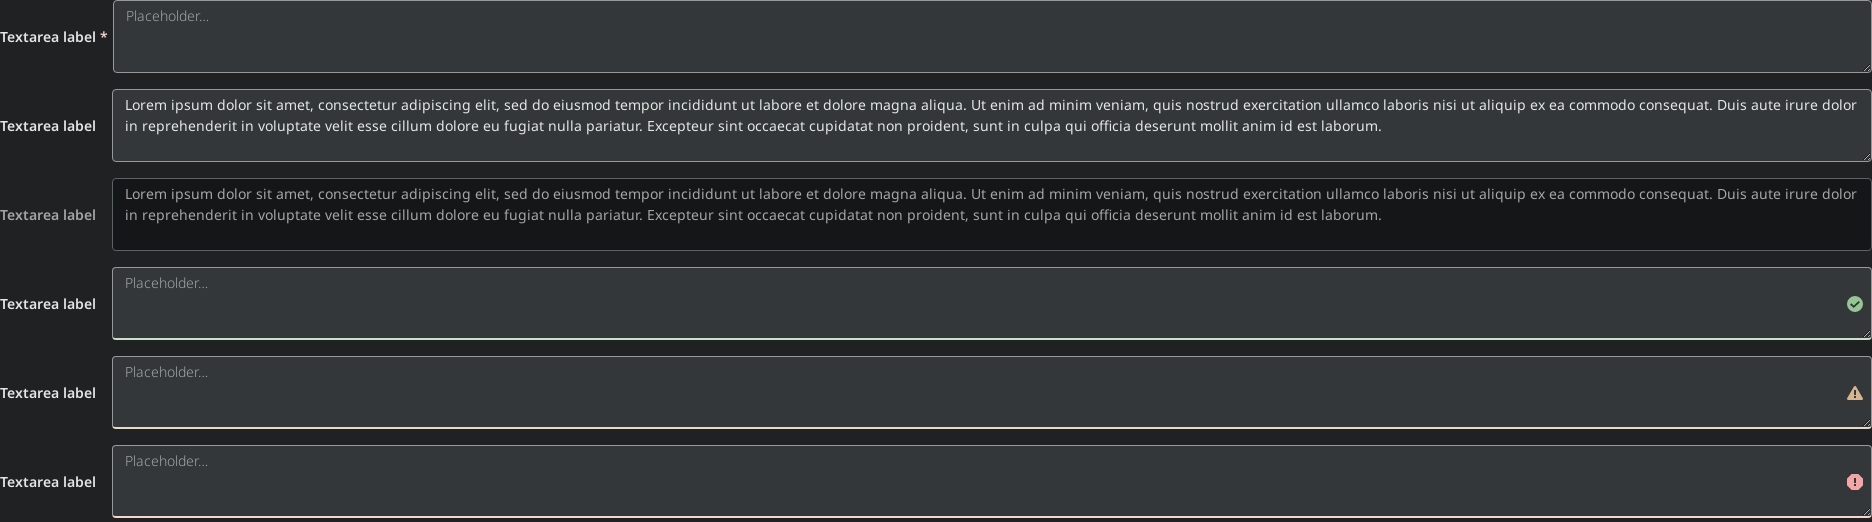 Placeholder...
Textarea label *
Lorem ipsum dolor sit amet, consectetur adipiscing elit, sed do eiusmod tempor incididunt ut labore et dolore magna aliqua. Ut enim ad minim veniam, quis nostrud exercitation ullamco laboris nisi ut aliquip ex ea commodo consequat. Duis aute irure dolor
Textarea label
in reprehenderit in voluptate velit esse cillum dolore eu fugiat nulla pariatur. Excepteur sint occaecat cupidatat non proident, sunt in culpa qui officia deserunt mollit anim id est laborum.
Lorem ipsum dolor sit amet, consectetur adipiscing elit, sed do eiusmod tempor incididunt ut labore et dolore magna aliqua. Ut enim ad minim veniam, quis nostrud exercitation ullamco laboris nisi ut aliquip ex ea commodo consequat. Duis aute irure dolor
Textarea label
in reprehenderit in voluptate velit esse cillum dolore eu fugiat nulla pariatur. Excepteur sint occaecat cupidatat non proident, sunt in culpa qui officia deserunt mollit anim id est laborum.
Placeholder...
Textarea label
Placeholder...
Textarea label
Placeholder...
Textarea label